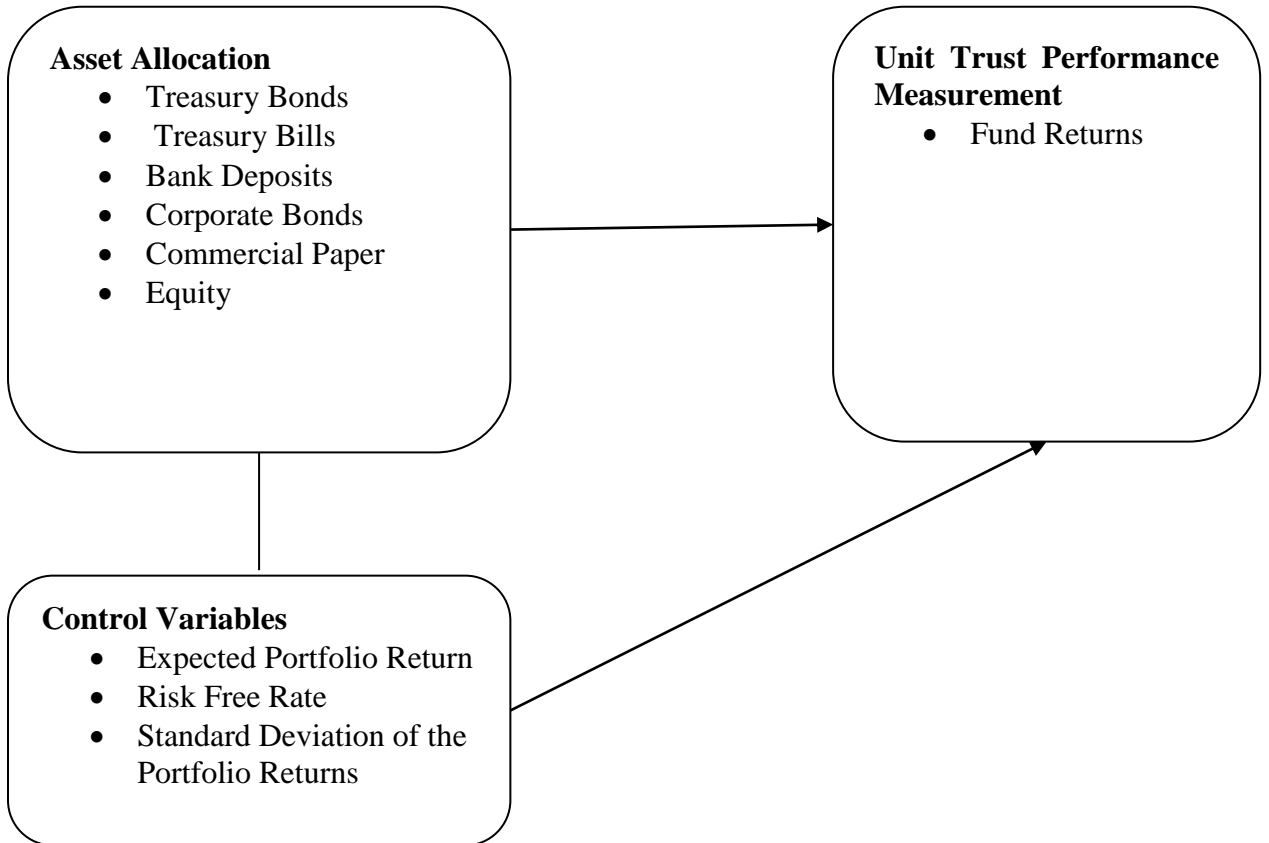 Asset Allocation
• Treasury Bonds
• Treasury Bills
• Bank Deposits
• Corporate Bonds
• Commercial Paper
• Equity
Unit Trust Performance
Measurement
• Fund Returns
Control Variables
• Expected Portfolio Return
• Risk Free Rate
• Standard Deviation of the
Portfolio Returns